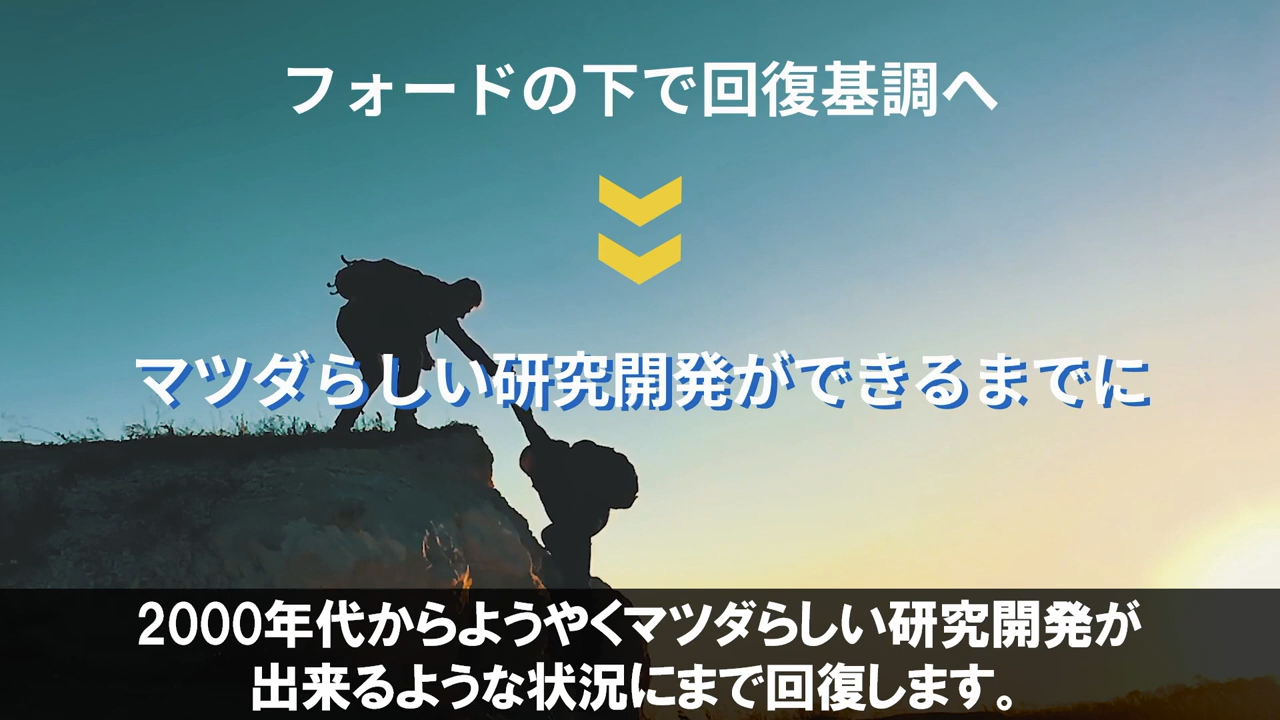 フォードの下で回復基調へ
マツダらしい研究開発ができるまでに
2000年代からようやくマツダらしい研究開発が
出来るような状況にまで回復します。